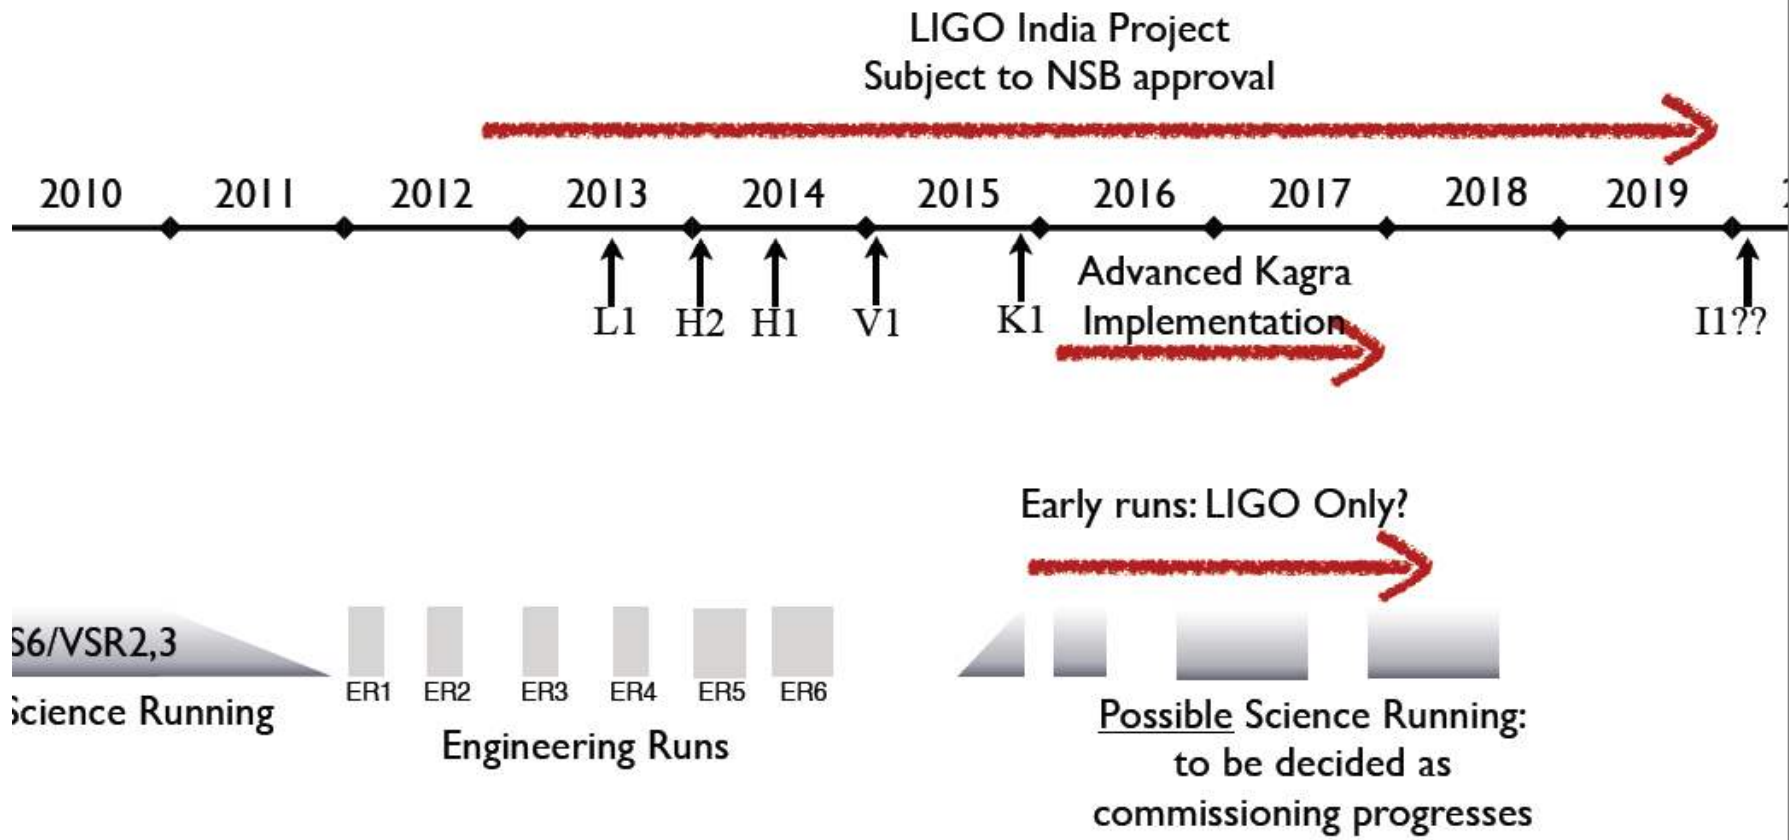 LIGO India Project
Subject to NSB approval
2010 2011 2012 2013 2014 2015 2016 2017 2018 2019
L1 H2 H1 V1 K1 I1??
Advanced Kagra
Implementation
Early runs: LIGO Only?
S6/VSR2,3
Science Running
ER1 ER2 ER3 ER4 ER5 ER6
Engineering Runs
Possible Science Running:
to be decided as
commissioning progresses